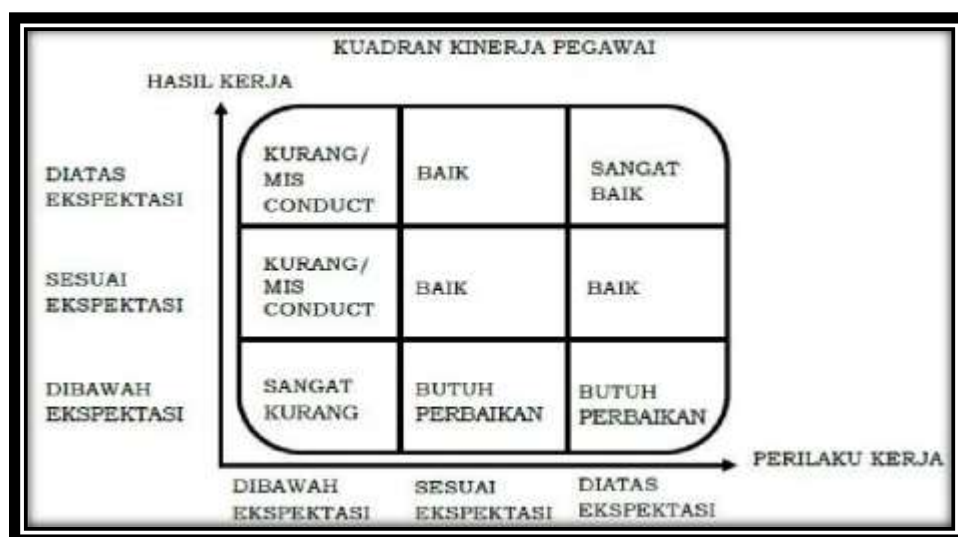 KUADRAN KINERJA PEGAWAI
HASIL KERJA
DIATAS
EKSPEKTASI
KURANG/
MIS
CONDUCT
BAIK
SANGAT
BAIK
SESUAI
EKSPEKTASI
KURANG/
MIS
CONDUCT
BAIK
BAIK
DIBAWAH
EKSPEKTASI
SANGAT
KURANG
BUTUH
PERBAIKAN
BUTUH
PERBAIKAN
PERILAKU KERJA
DIBAWAH
EKSPEKTASI
SESUAI
EKSPEKTASI
DIATAS
EKSPEKTASI